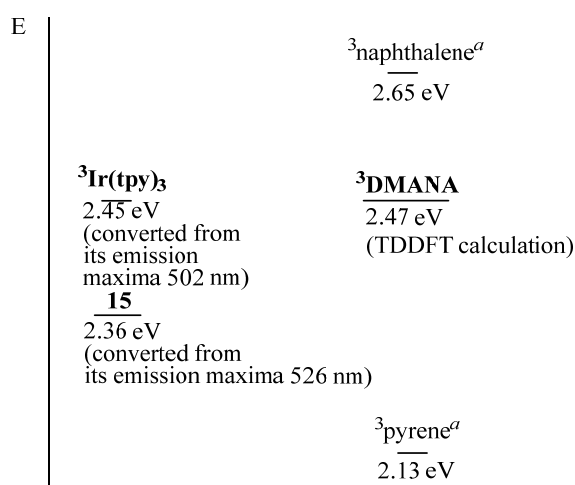 E
³naphthaleneᵃ
2.65 eV
³Ir(tpy)₃
2.45 eV
(converted from
its emission
maxima 502 nm)
³DMANA
2.47 eV
(TDDFT calculation)
15
2.36 eV
(converted from
its emission maxima 526 nm)
³pyreneᵃ
2.13 eV